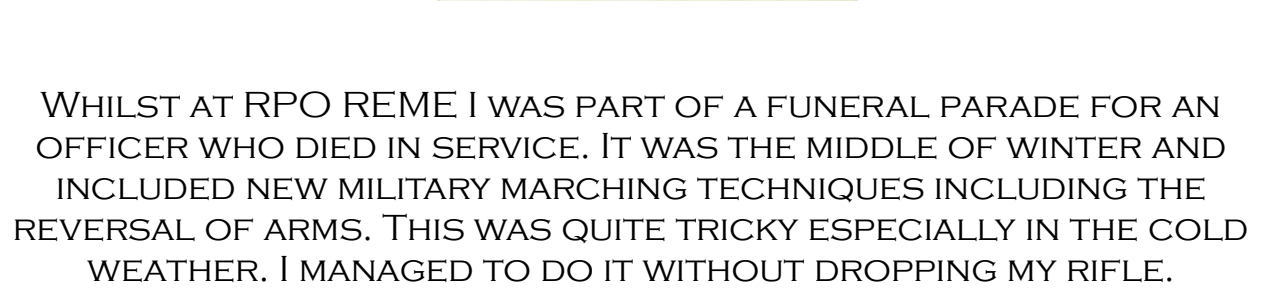 Whilst at RPO REME I was part of a funeral parade for an
officer who died in service. It was the middle of winter and
included new military marching techniques including the
reversal of arms. This was quite tricky especially in the cold
weather. I managed to do it without dropping my rifle.